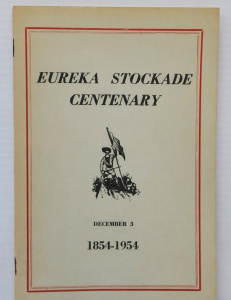 EUREKA STOCKADE
CENTENARY
DECEMBER 3
1854-1954